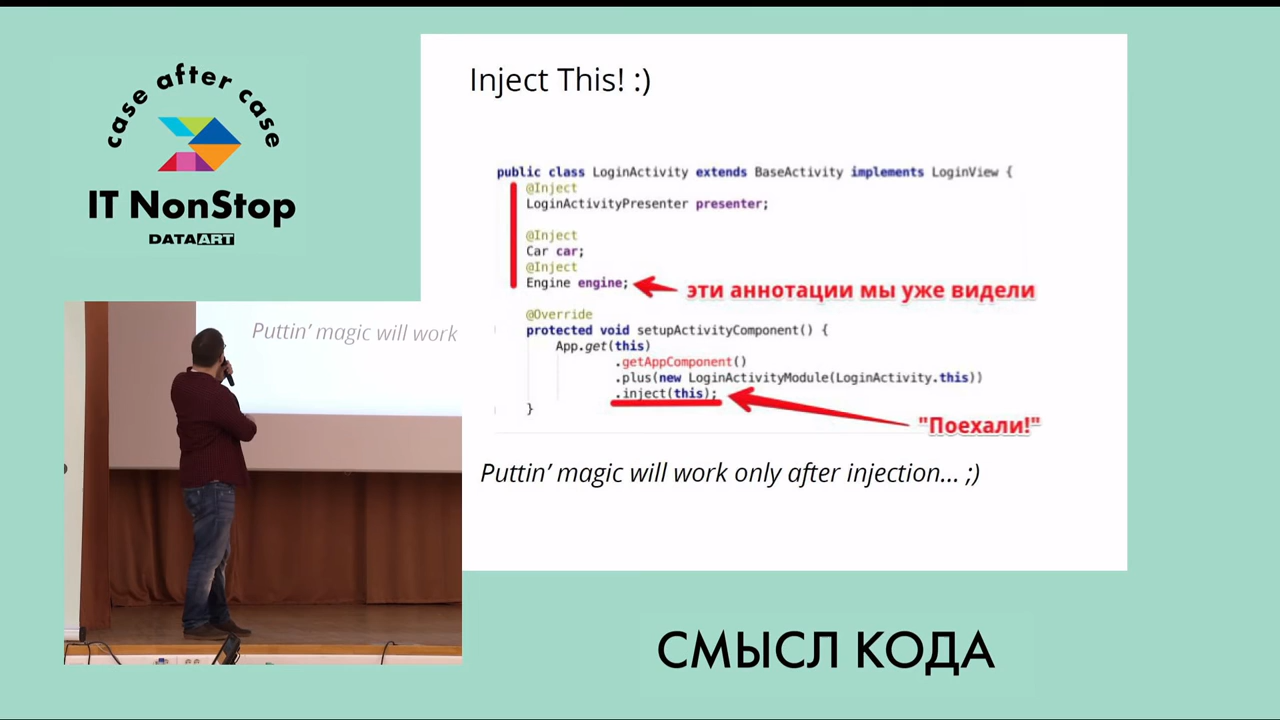 case after case
IT NonStop
DATAART
Inject This! :)
public class LoginActivity extends BaseActivity implements LoginView {
@Inject
LoginActivityPresenter presenter;
@Inject
Car car;
@Inject
Engine engine;
эти аннотации мы уже видели
@Override
protected void setupActivityComponent() {
App.get(this)
.getAppComponent()
.plus(new LoginActivityModule(LoginActivity.this))
.inject(this);
}
"Поехали!"
Puttin’ magic will work only after injection... ;)
Puttin’ magic will work
СМЫСЛ КОДА